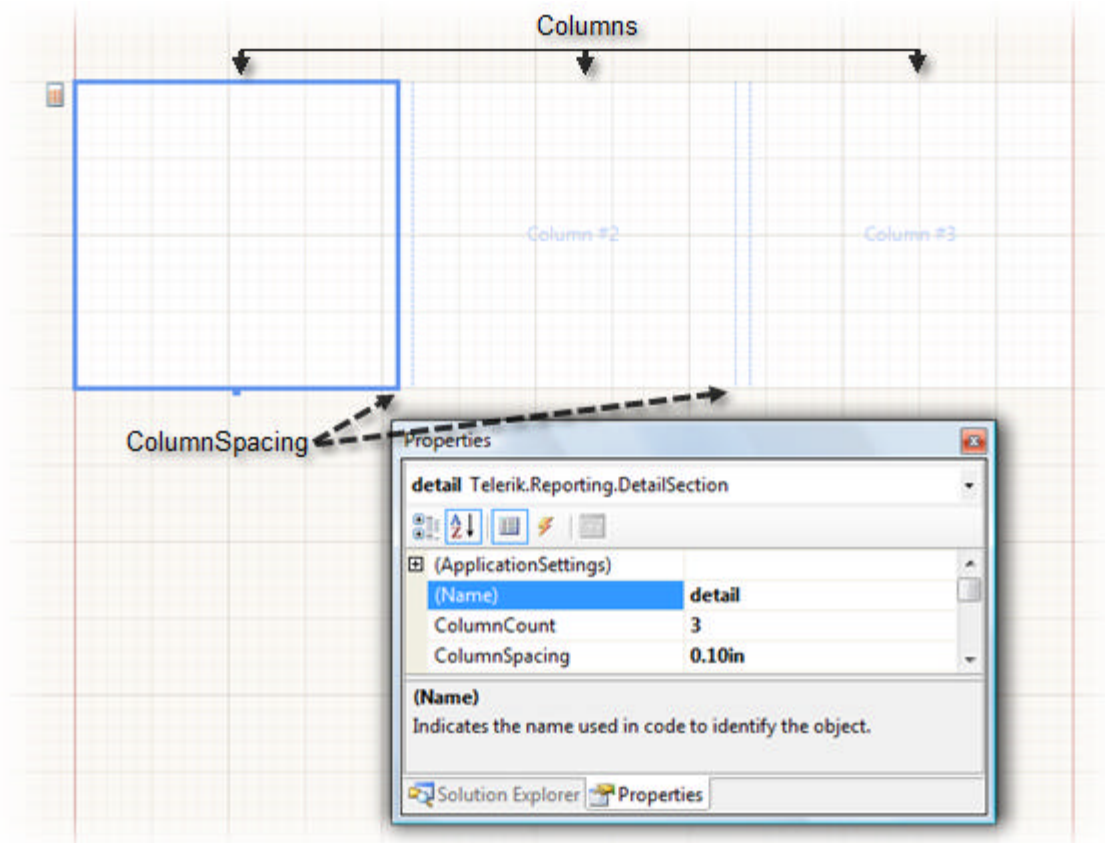 Columns
Column #2
Column #3
ColumnSpacing
Properties
detail Telerik.Reporting.DetailSection
(ApplicationSettings)
(Name) detail
ColumnCount 3
ColumnSpacing 0.10in
(Name)
Indicates the name used in code to identify the object.
Solution Explorer Properties